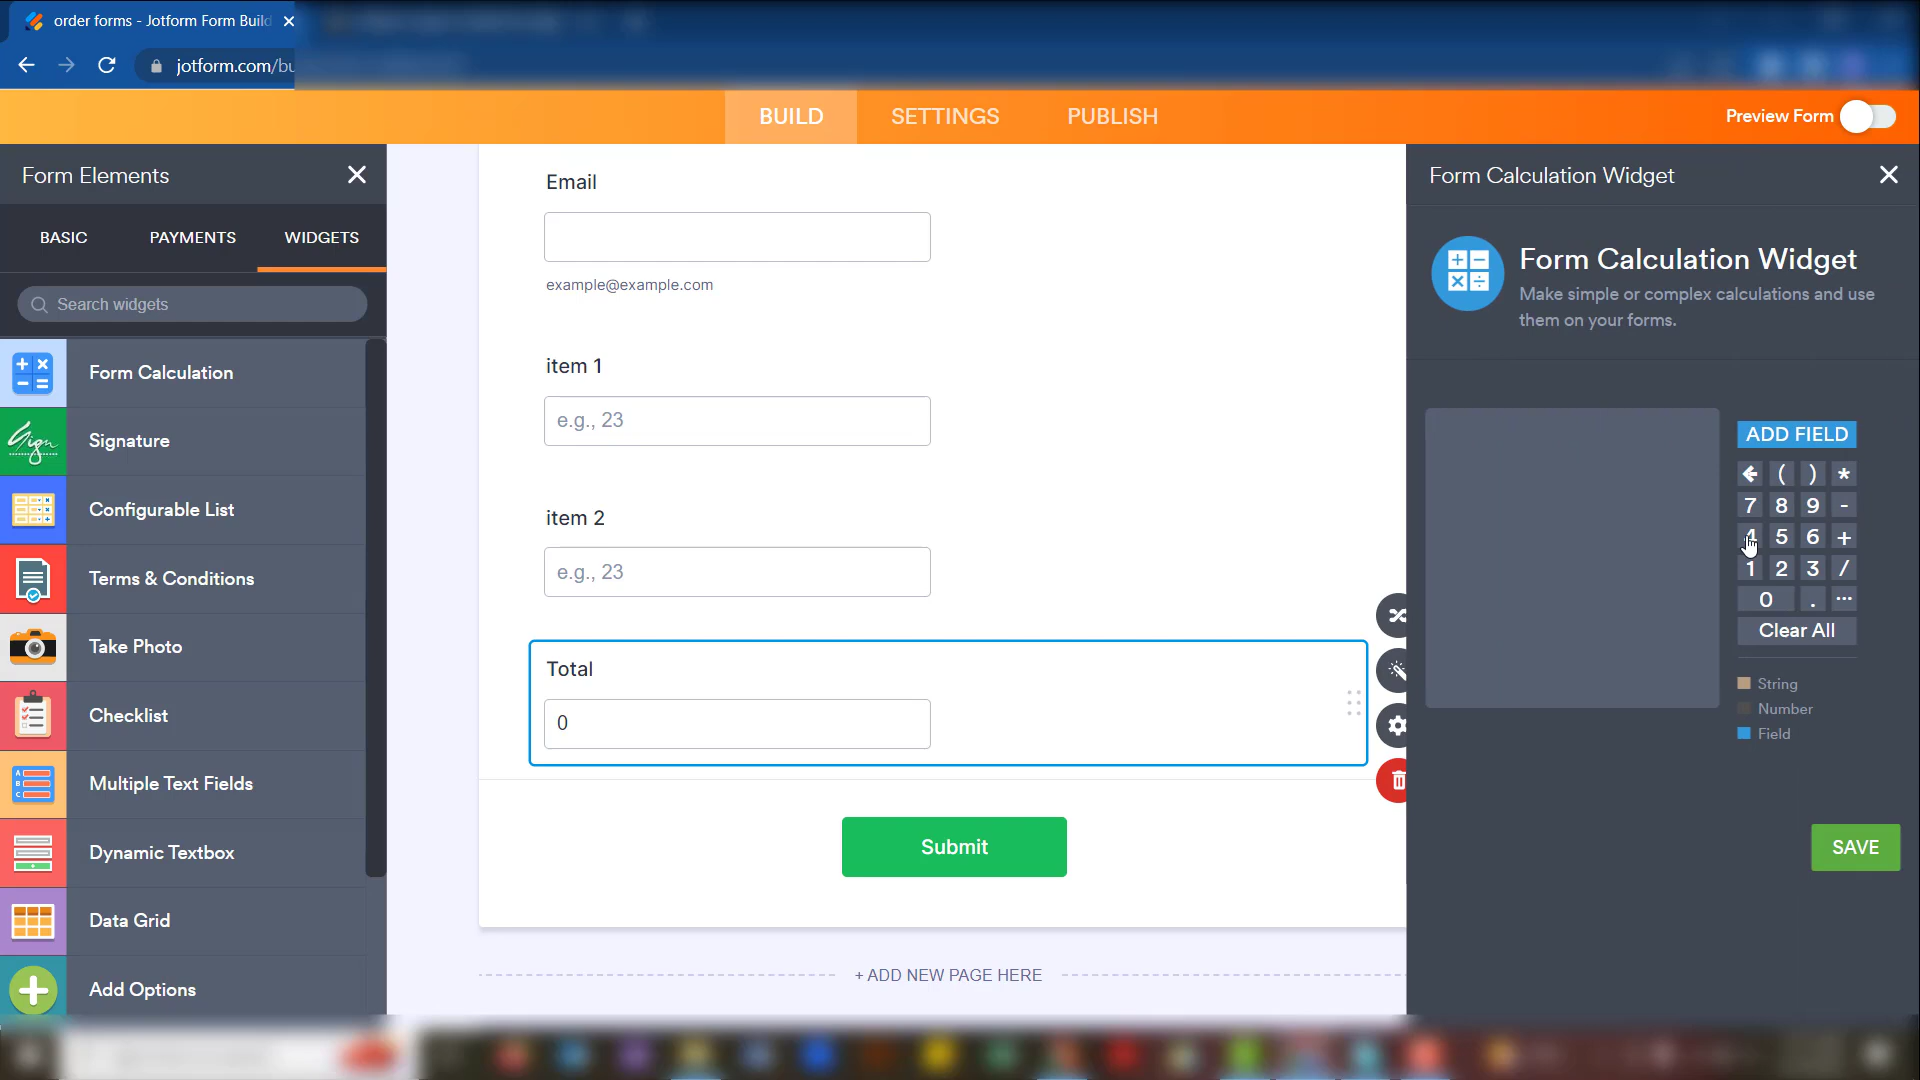 order forms - Jotform Form Build
jotform.com/bu
BUILD
SETTINGS
PUBLISH
Preview Form
Form Elements
BASIC
PAYMENTS
WIDGETS
Search widgets
Form Calculation
Sign
Signature
Configurable List
Terms & Conditions
Take Photo
Checklist
Multiple Text Fields
Dynamic Textbox
Data Grid
Add Options
Email
example@example.com
item 1
e.g., 23
item 2
e.g., 23
Total
0
Submit
+ ADD NEW PAGE HERE
Form Calculation Widget
Form Calculation Widget
Make simple or complex calculations and use
them on your forms.
ADD FIELD
( ) *
7 8 9 -
4 5 6 +
1 2 3 /
0 . ...
Clear All
String
Number
Field
SAVE